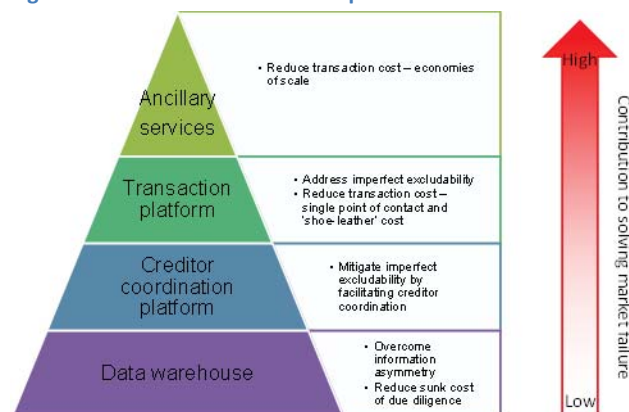 • Reduce transaction cost – economies
of scale
Ancillary
services
Transaction
platform
• Address imperfect excludability
• Reduce transaction cost –
single point of contact and
'shoe-leather' cost
Creditor
coordination
platform
• Mitigate imperfect
excludability by
facilitating creditor
coordination
Data warehouse
• Overcome
information
asymmetry
• Reduce sunk cost
of due diligence
High
Contribution to solving market failure
Low